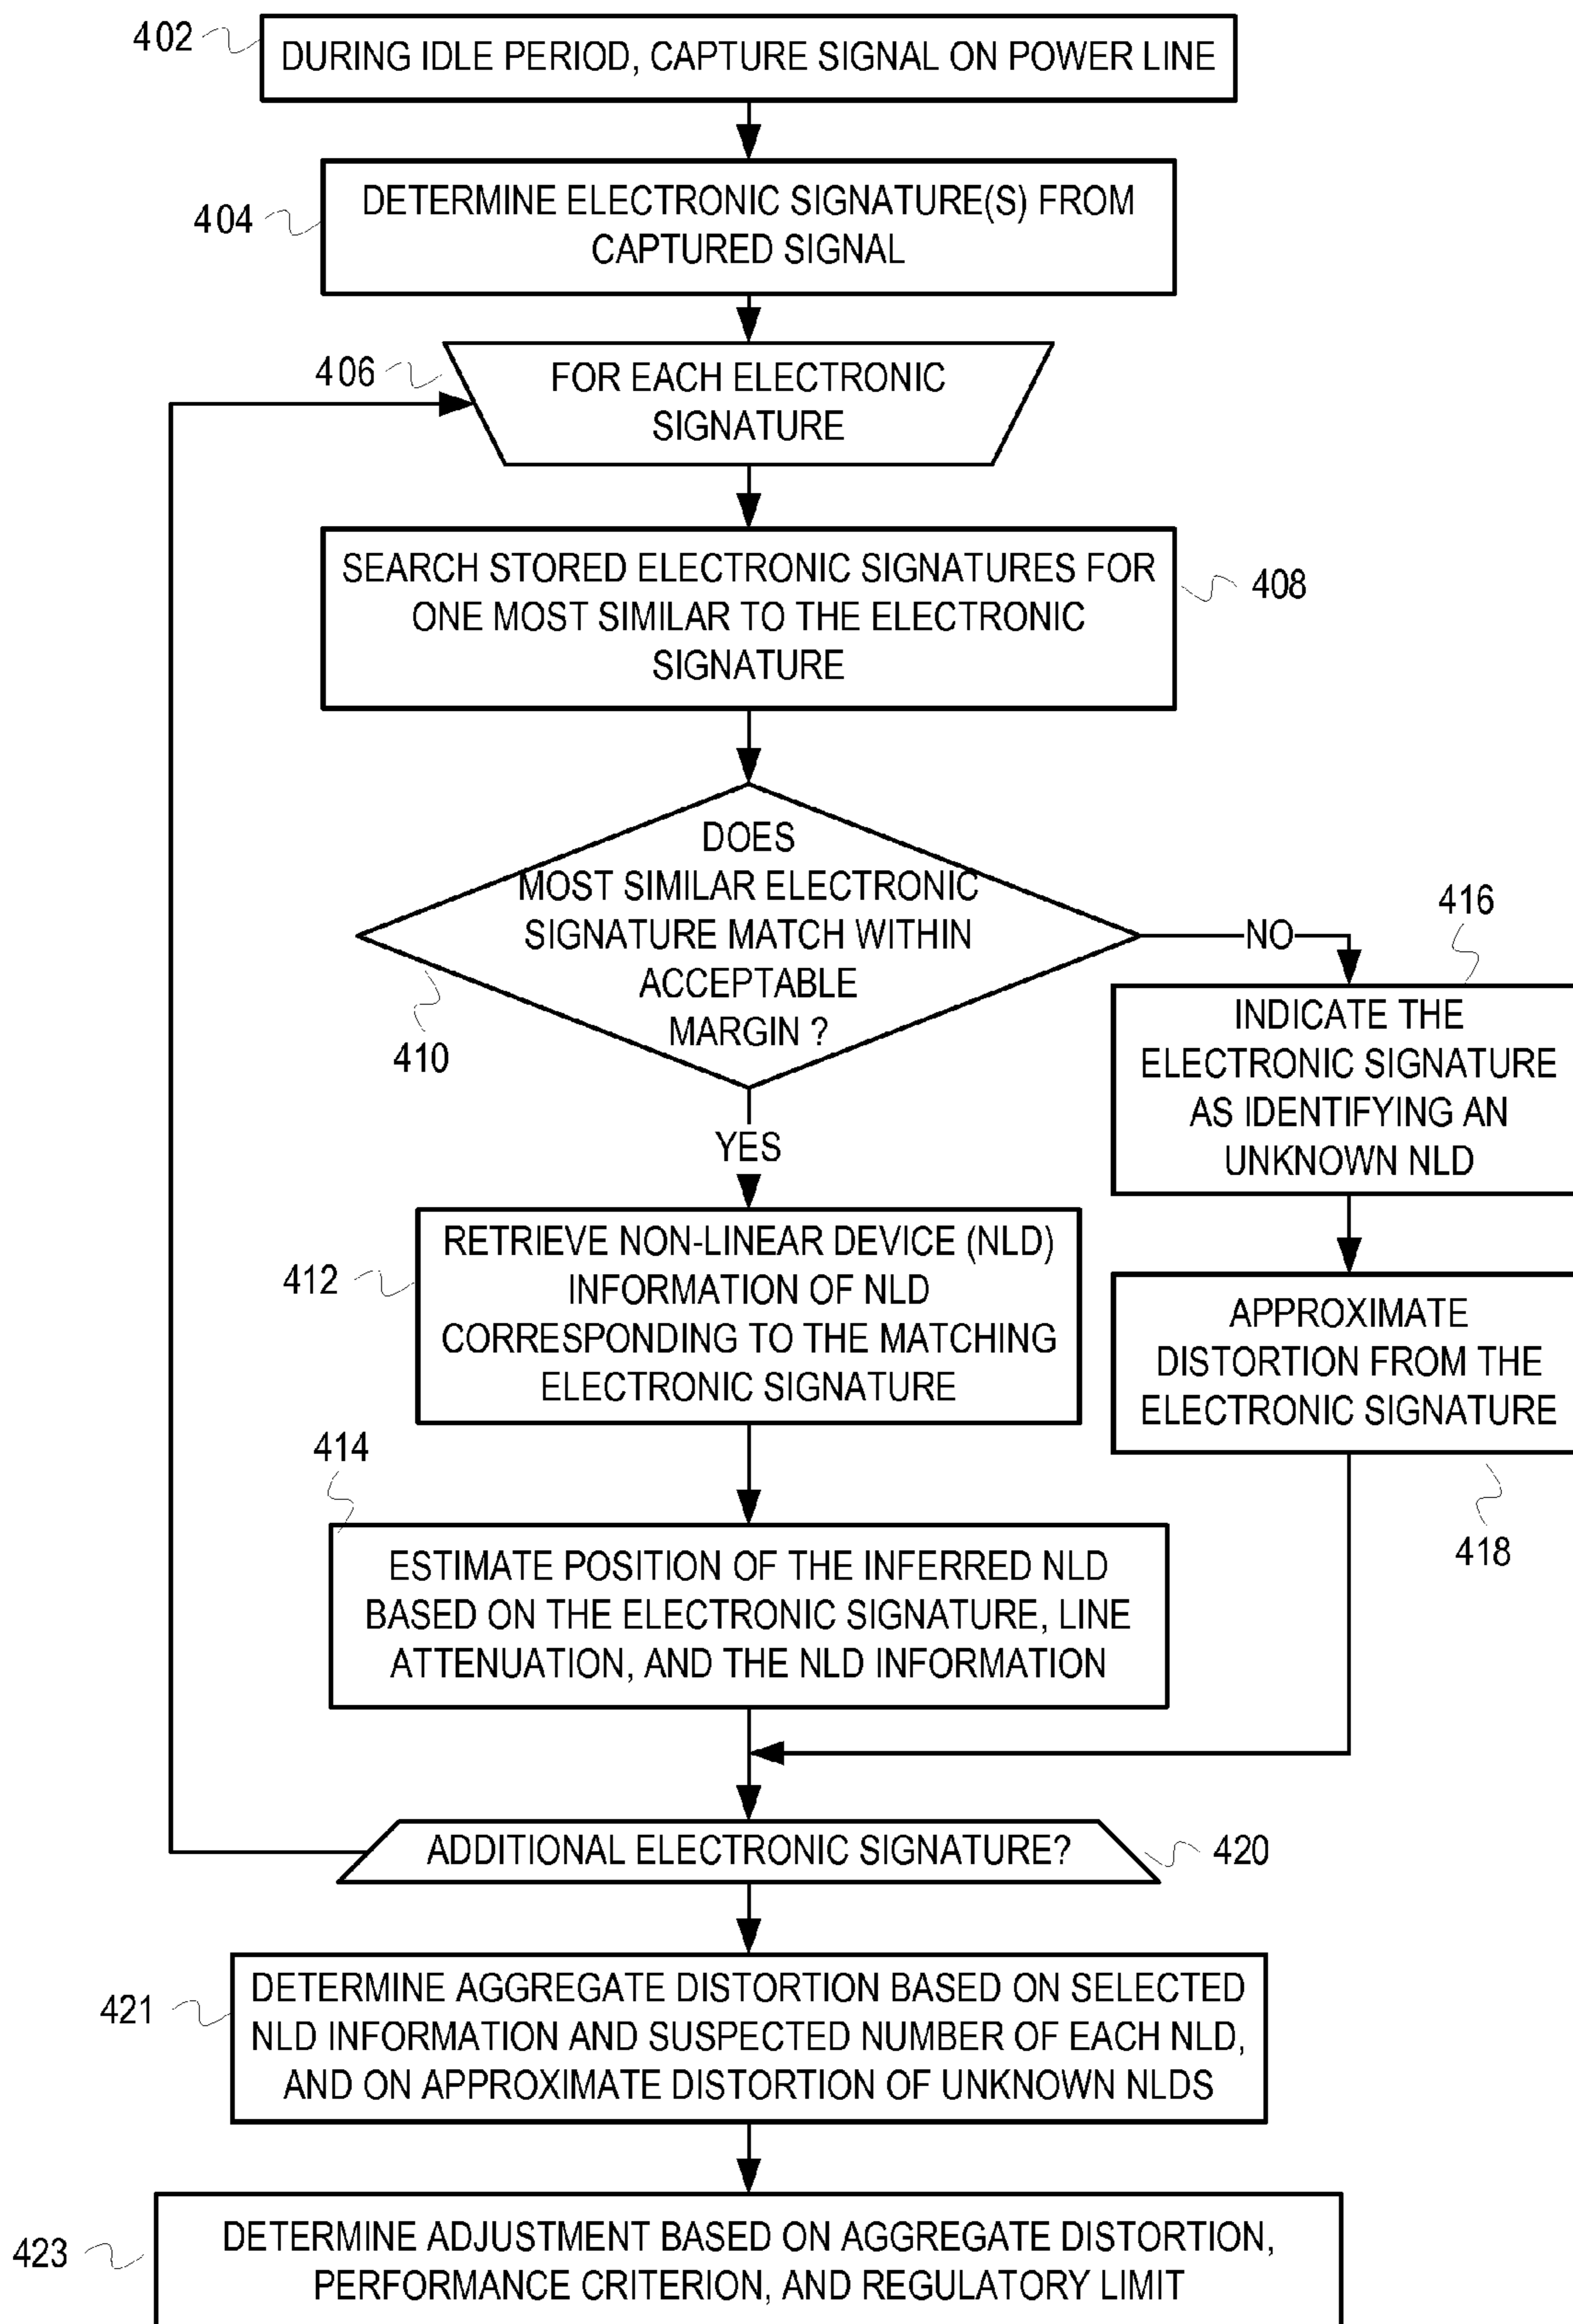 402
DURING IDLE PERIOD, CAPTURE SIGNAL ON POWER LINE
404
DETERMINE ELECTRONIC SIGNATURE(S) FROM
CAPTURED SIGNAL
406
FOR EACH ELECTRONIC
SIGNATURE
SEARCH STORED ELECTRONIC SIGNATURES FOR
ONE MOST SIMILAR TO THE ELECTRONIC
SIGNATURE
408
DOES
MOST SIMILAR ELECTRONIC
SIGNATURE MATCH WITHIN
ACCEPTABLE
MARGIN ?
410
NO
416
INDICATE THE
ELECTRONIC SIGNATURE
AS IDENTIFYING AN
UNKNOWN NLD
YES
412
RETRIEVE NON-LINEAR DEVICE (NLD)
INFORMATION OF NLD
CORRESPONDING TO THE MATCHING
ELECTRONIC SIGNATURE
APPROXIMATE
DISTORTION FROM THE
ELECTRONIC SIGNATURE
418
414
ESTIMATE POSITION OF THE INFERRED NLD
BASED ON THE ELECTRONIC SIGNATURE, LINE
ATTENUATION, AND THE NLD INFORMATION
ADDITIONAL ELECTRONIC SIGNATURE?
420
421
DETERMINE AGGREGATE DISTORTION BASED ON SELECTED
NLD INFORMATION AND SUSPECTED NUMBER OF EACH NLD,
AND ON APPROXIMATE DISTORTION OF UNKNOWN NLDS
423
DETERMINE ADJUSTMENT BASED ON AGGREGATE DISTORTION,
PERFORMANCE CRITERION, AND REGULATORY LIMIT